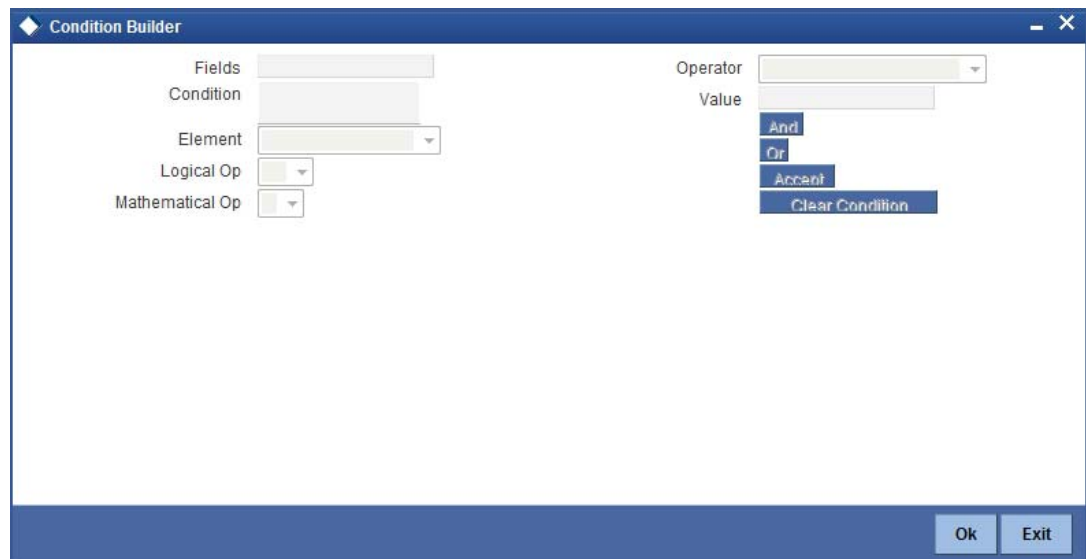 Condition Builder
Fields
Condition
Element
Logical Op
Mathematical Op
Operator
Value
And
Or
Accept
Clear Condition
Ok
Exit